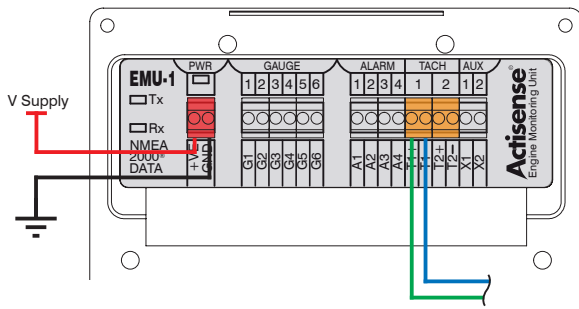 V Supply
EMU-1
PWR
GAUGE
ALARM
TACH
AUX
1 2 3 4 5 6
1 2 3 4
1 2
1 2
Tx
Rx
NMEA
2000®
DATA
+VE
GND
G1
G2
G3
G4
G5
G6
A1
A2
A3
A4
T1+
T1-
T2+
T2-
X1
X2
Actisense®
Engine Monitoring Unit